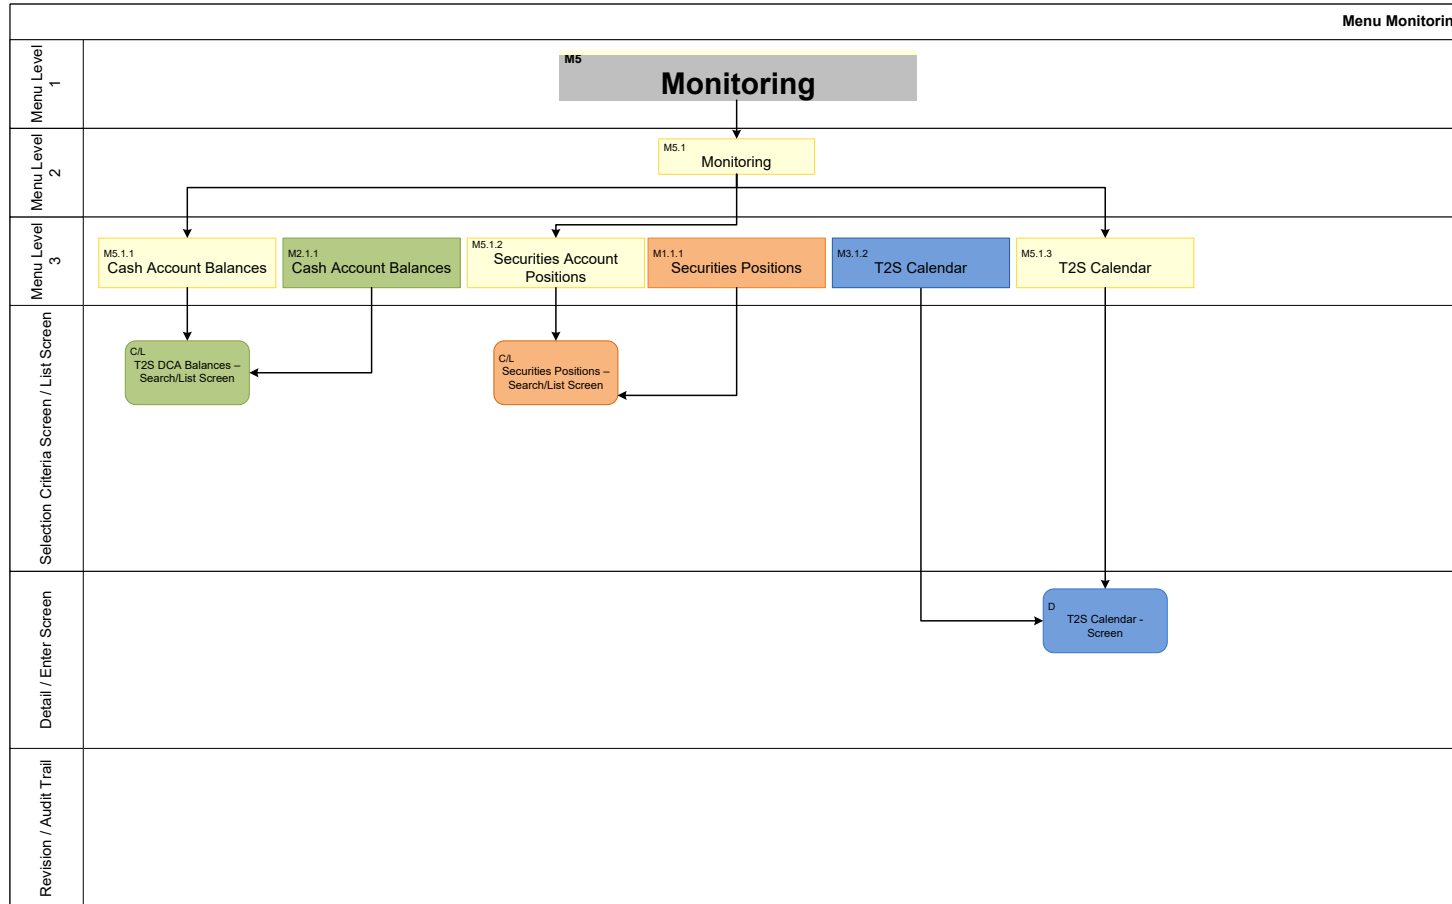 Menu Monitorin
Menu Level
1
M5
Monitoring
Menu Level
2
M5.1
Monitoring
Menu Level
3
M5.1.1
Cash Account Balances
M2.1.1
Cash Account Balances
M5.1.2
Securities Account
Positions
M1.1.1
Securities Positions
M3.1.2
T2S Calendar
M5.1.3
T2S Calendar
Selection Criteria Screen / List Screen
C/L
T2S DCA Balances –
Search/List Screen
C/L
Securities Positions –
Search/List Screen
Detail / Enter Screen
D
T2S Calendar -
Screen
Revision / Audit Trail